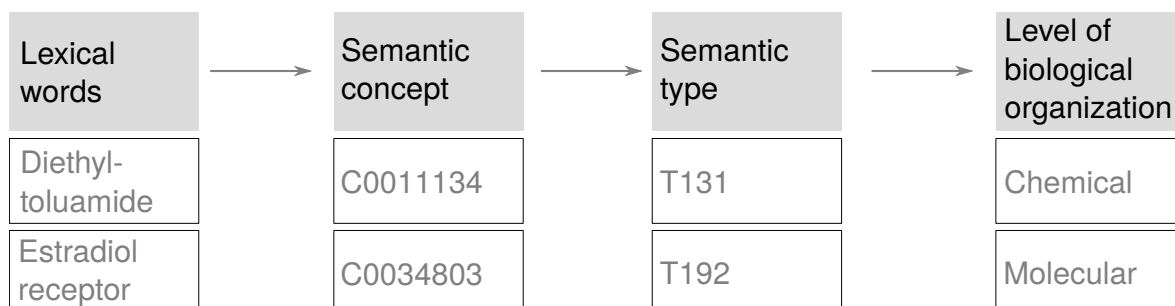 Lexical
words
Semantic
concept
Semantic
type
Level of
biological
organization
Diethyl-
toluamide
C0011134
T131
Chemical
Estradiol
receptor
C0034803
T192
Molecular